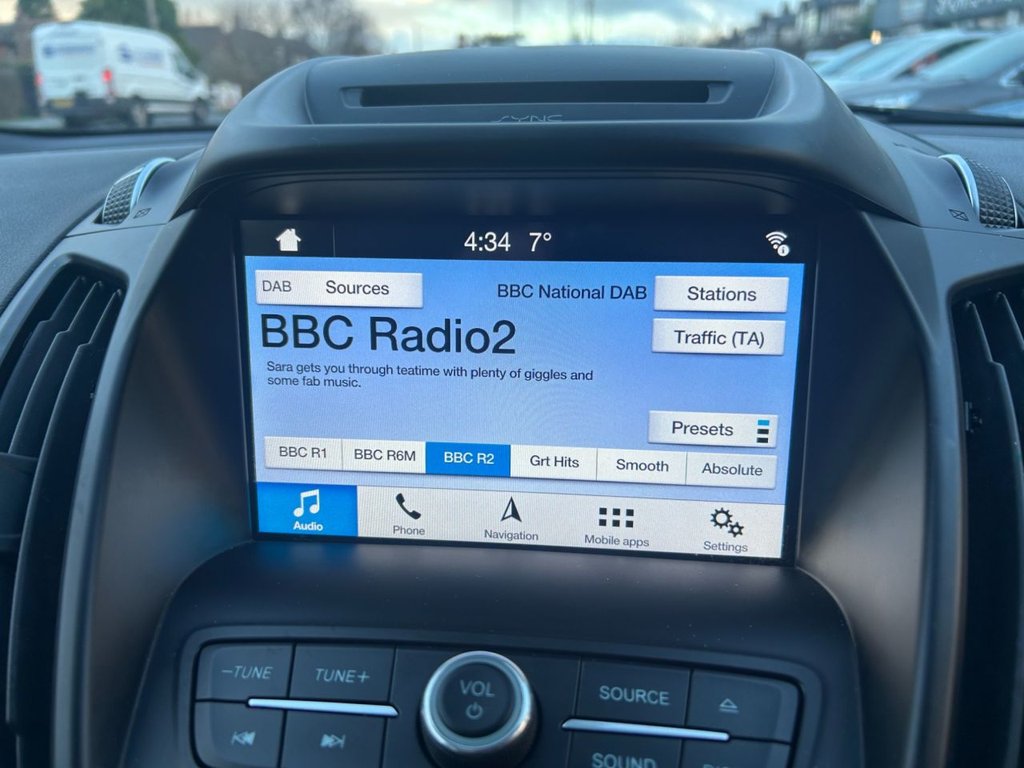 SYNC
4:34 7°
DAB Sources
BBC National DAB
Stations
BBC Radio2
Traffic (TA)
Sara gets you through teatime with plenty of giggles and
some fab music.
Presets
BBC R1 BBC R6M BBC R2 Grt Hits Smooth Absolute
Audio Phone Navigation Mobile apps Settings
–TUNE TUNE+ VOL SOURCE
SOUND